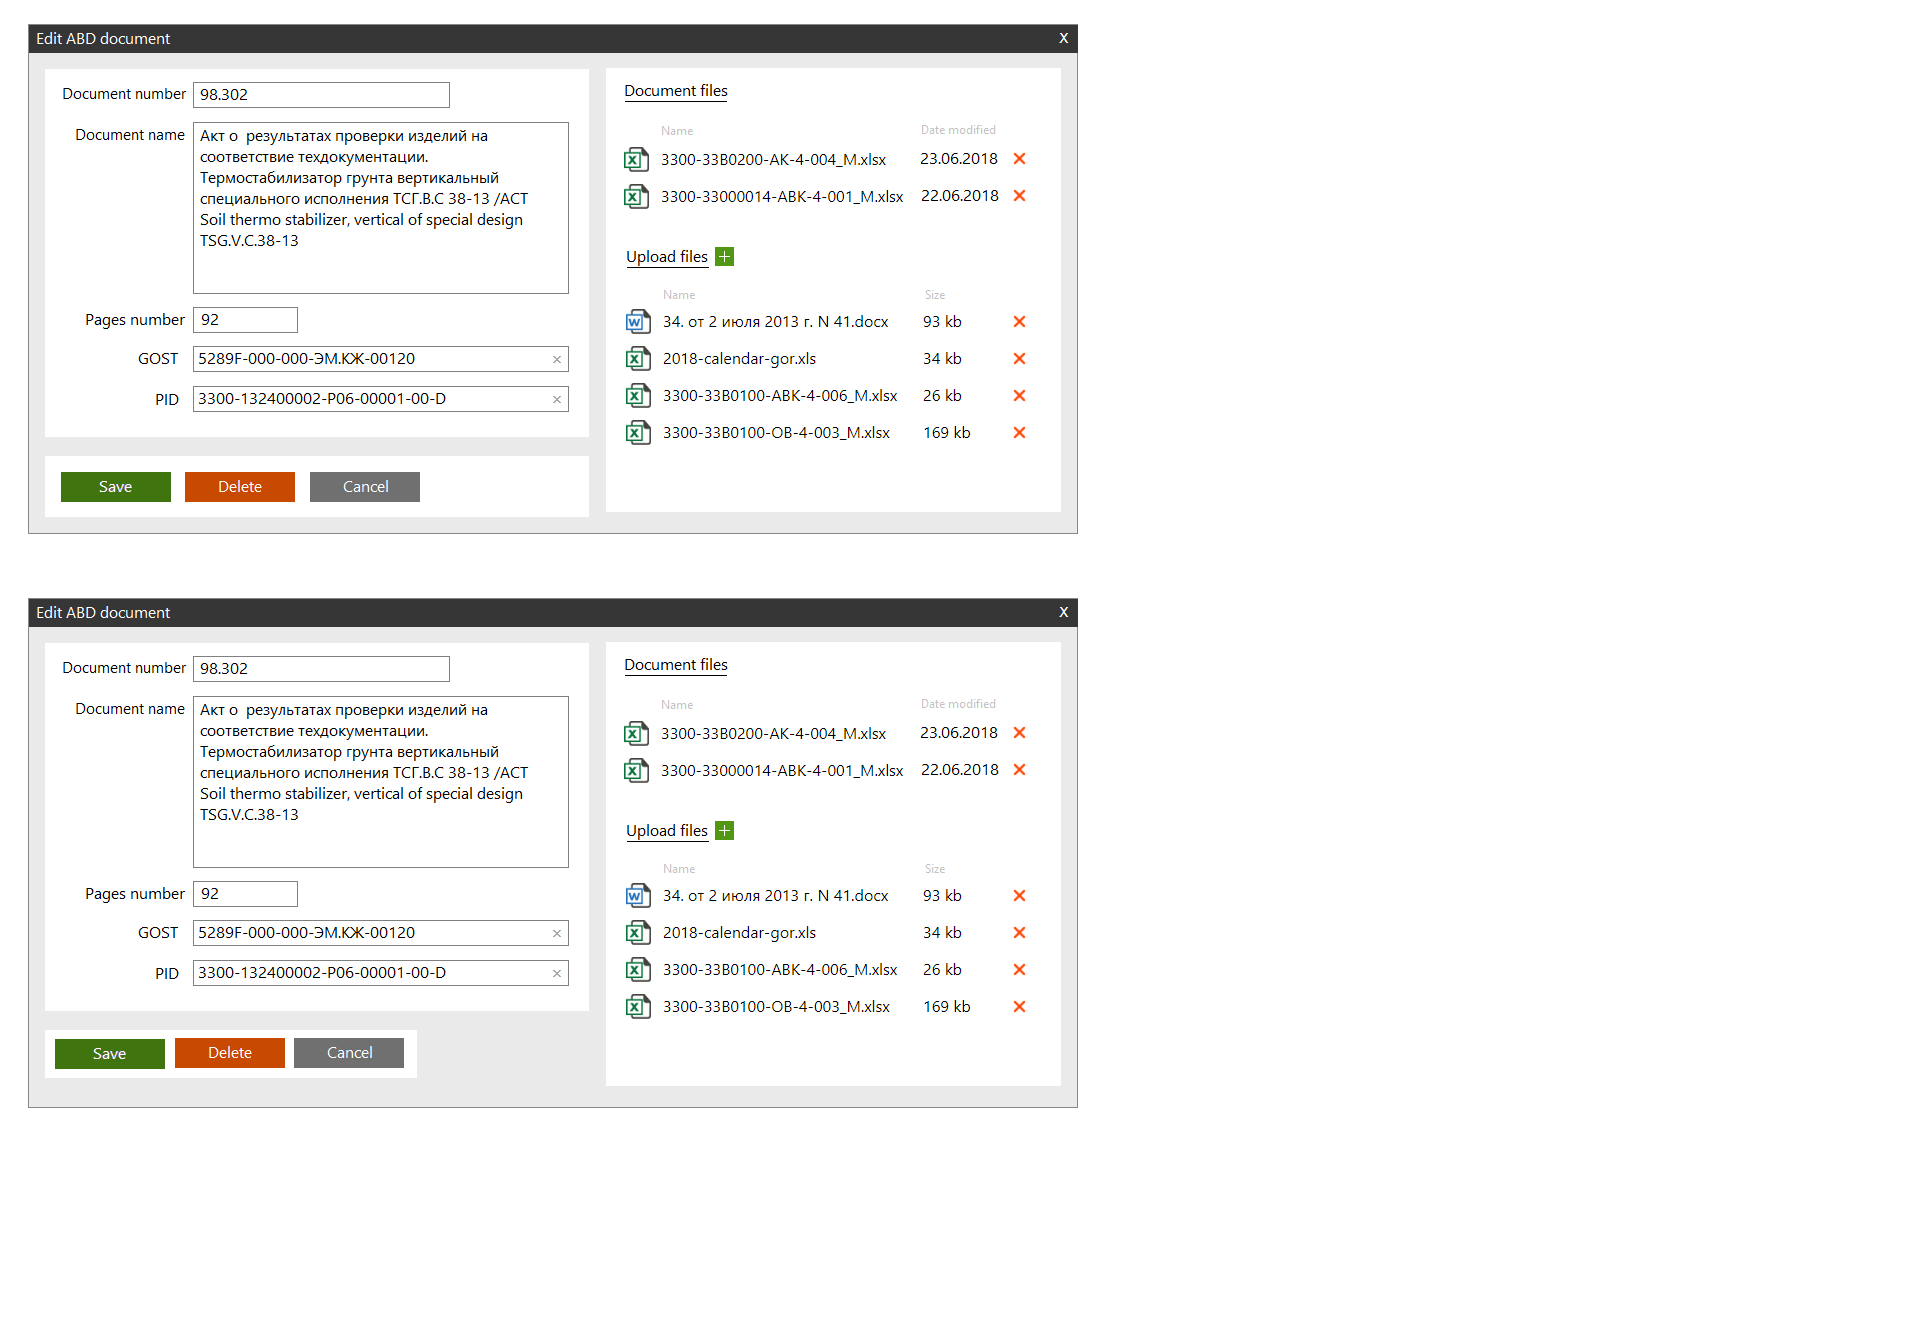 Edit ABD document X
Document number 98.302
Document name Акт о  результатах проверки изделий на
соответствие техдокументации.
Термостабилизатор грунта вертикальный
специального исполнения ТСГ.В.С 38-13 /ACT
Soil thermo stabilizer, vertical of special design
TSG.V.C.38-13
Pages number 92
GOST 5289F-000-000-ЭМ.КЖ-00120 ×
PID 3300-132400002-P06-00001-00-D ×
Save Delete Cancel
Document files
Name Date modified
3300-33B0200-AK-4-004_M.xlsx 23.06.2018
3300-33000014-ABK-4-001_M.xlsx 22.06.2018
Upload files +
Name Size
34. от 2 июля 2013 г. N 41.docx 93 kb
2018-calendar-gor.xls 34 kb
3300-33B0100-ABK-4-006_M.xlsx 26 kb
3300-33B0100-OB-4-003_M.xlsx 169 kb
Edit ABD document X
Document number 98.302
Document name Акт о  результатах проверки изделий на
соответствие техдокументации.
Термостабилизатор грунта вертикальный
специального исполнения ТСГ.В.С 38-13 /ACT
Soil thermo stabilizer, vertical of special design
TSG.V.C.38-13
Pages number 92
GOST 5289F-000-000-ЭМ.КЖ-00120 ×
PID 3300-132400002-P06-00001-00-D ×
Save Delete Cancel
Document files
Name Date modified
3300-33B0200-AK-4-004_M.xlsx 23.06.2018
3300-33000014-ABK-4-001_M.xlsx 22.06.2018
Upload files +
Name Size
34. от 2 июля 2013 г. N 41.docx 93 kb
2018-calendar-gor.xls 34 kb
3300-33B0100-ABK-4-006_M.xlsx 26 kb
3300-33B0100-OB-4-003_M.xlsx 169 kb